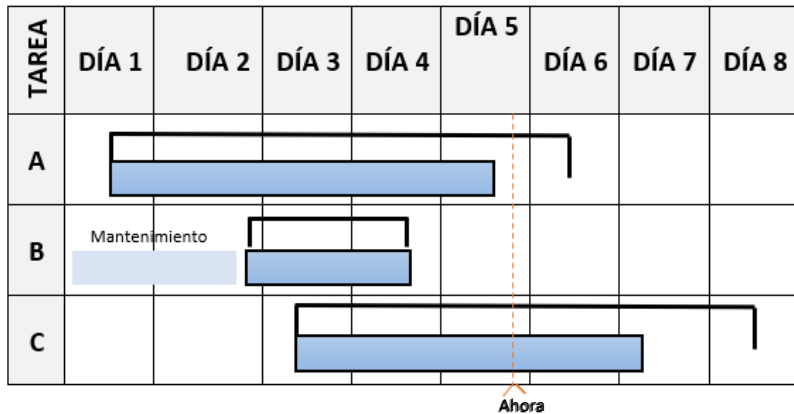 TAREA DÍA 1 DÍA 2 DÍA 3 DÍA 4 DÍA 5 DÍA 6 DÍA 7 DÍA 8
A
Mantenimiento
B
C
Ahora